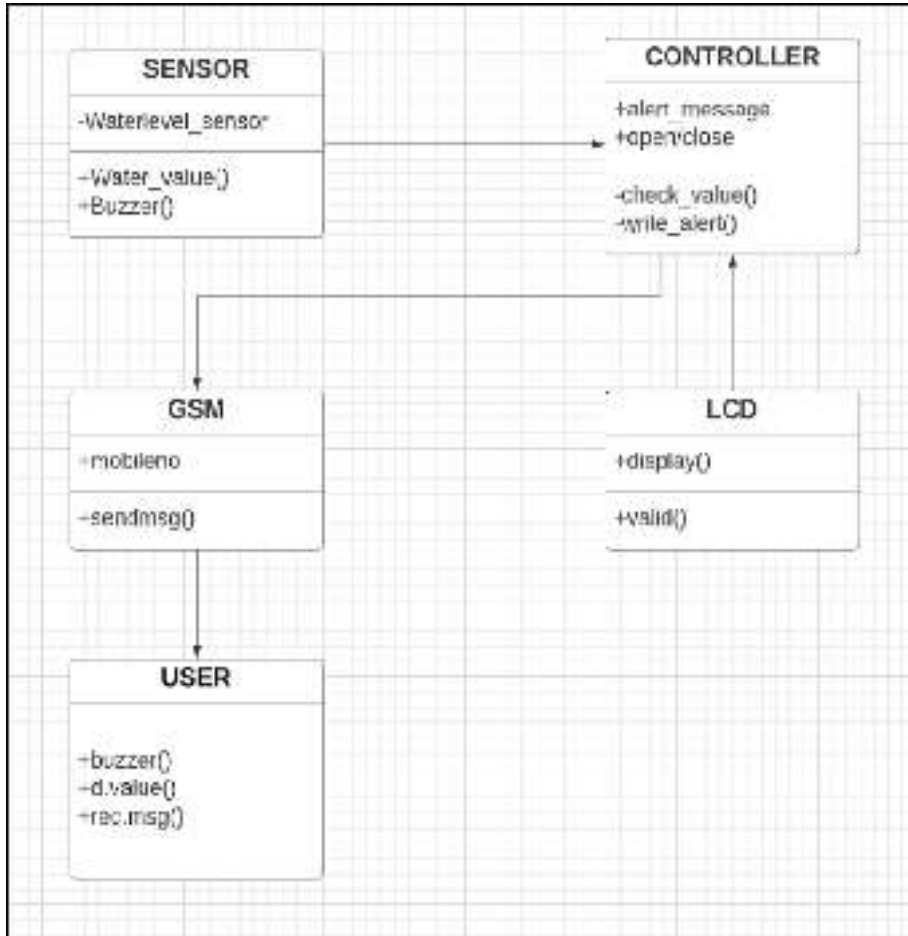 SENSOR
-Waterlevel_sensor
+Water_value()
+Buzzer()
CONTROLLER
+alert_message
+open/close
-check_value()
-write_alert()
GSM
+mobileno
+sendmsg()
LCD
+display()
+valid()
USER
+buzzer()
+d.value()
+rec.msg()